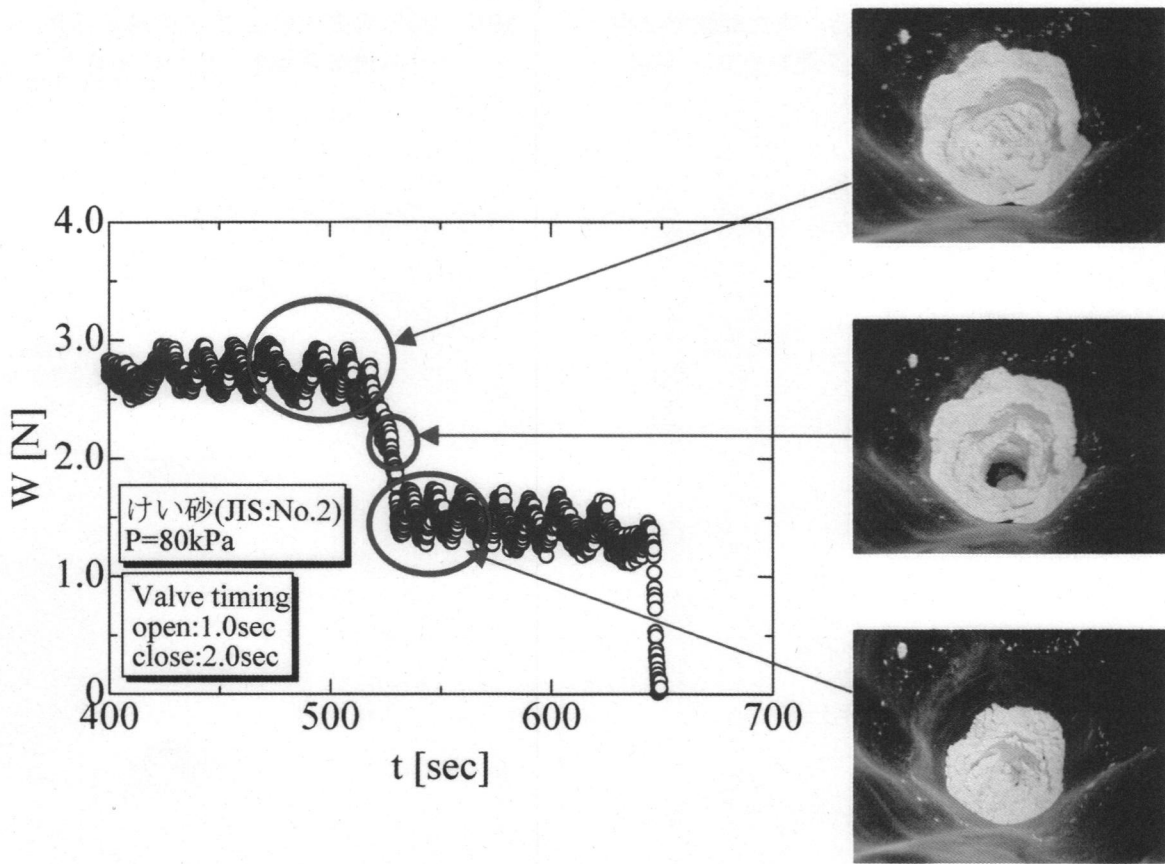 4.0
3.0
2.0
1.0
0
W [N]
けい砂(JIS:No.2)
P=80kPa
Valve timing
open:1.0sec
close:2.0sec
400
500
600
700
t [sec]